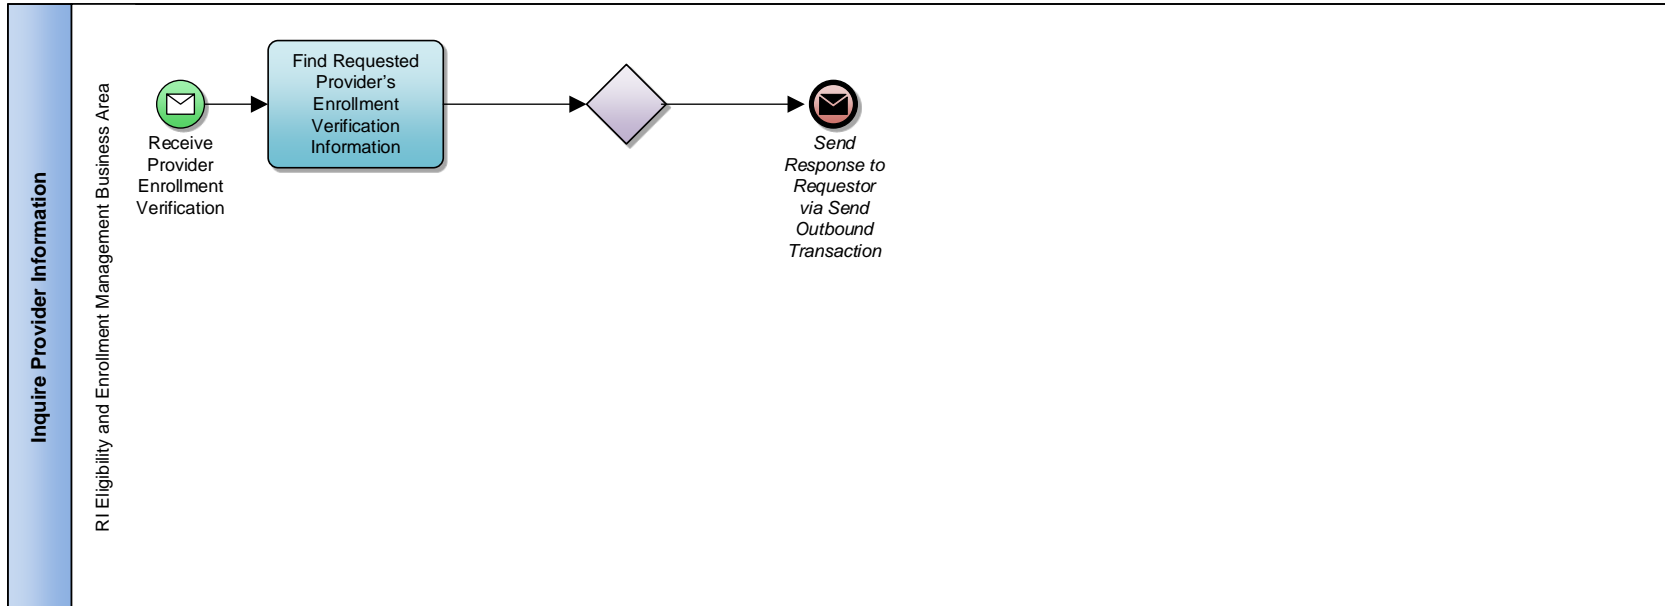 Inquire Provider Information
RI Eligibility and Enrollment Management Business Area
Receive
Provider
Enrollment
Verification
Find Requested
Provider’s
Enrollment
Verification
Information
Send
Response to
Requestor
via Send
Outbound
Transaction